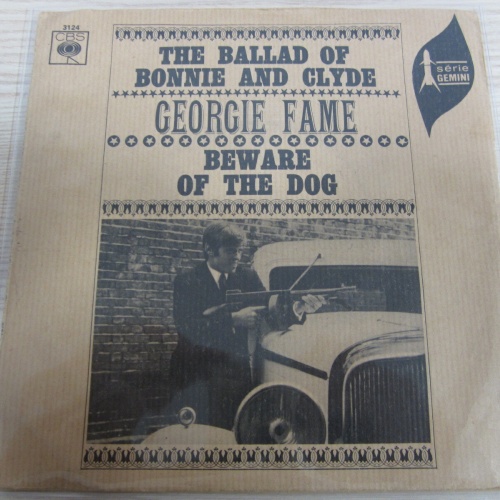 3124
CBS
THE BALLAD OF
BONNIE AND CLYDE
série
GEMINI
GEORGIE FAME
BEWARE
OF THE DOG